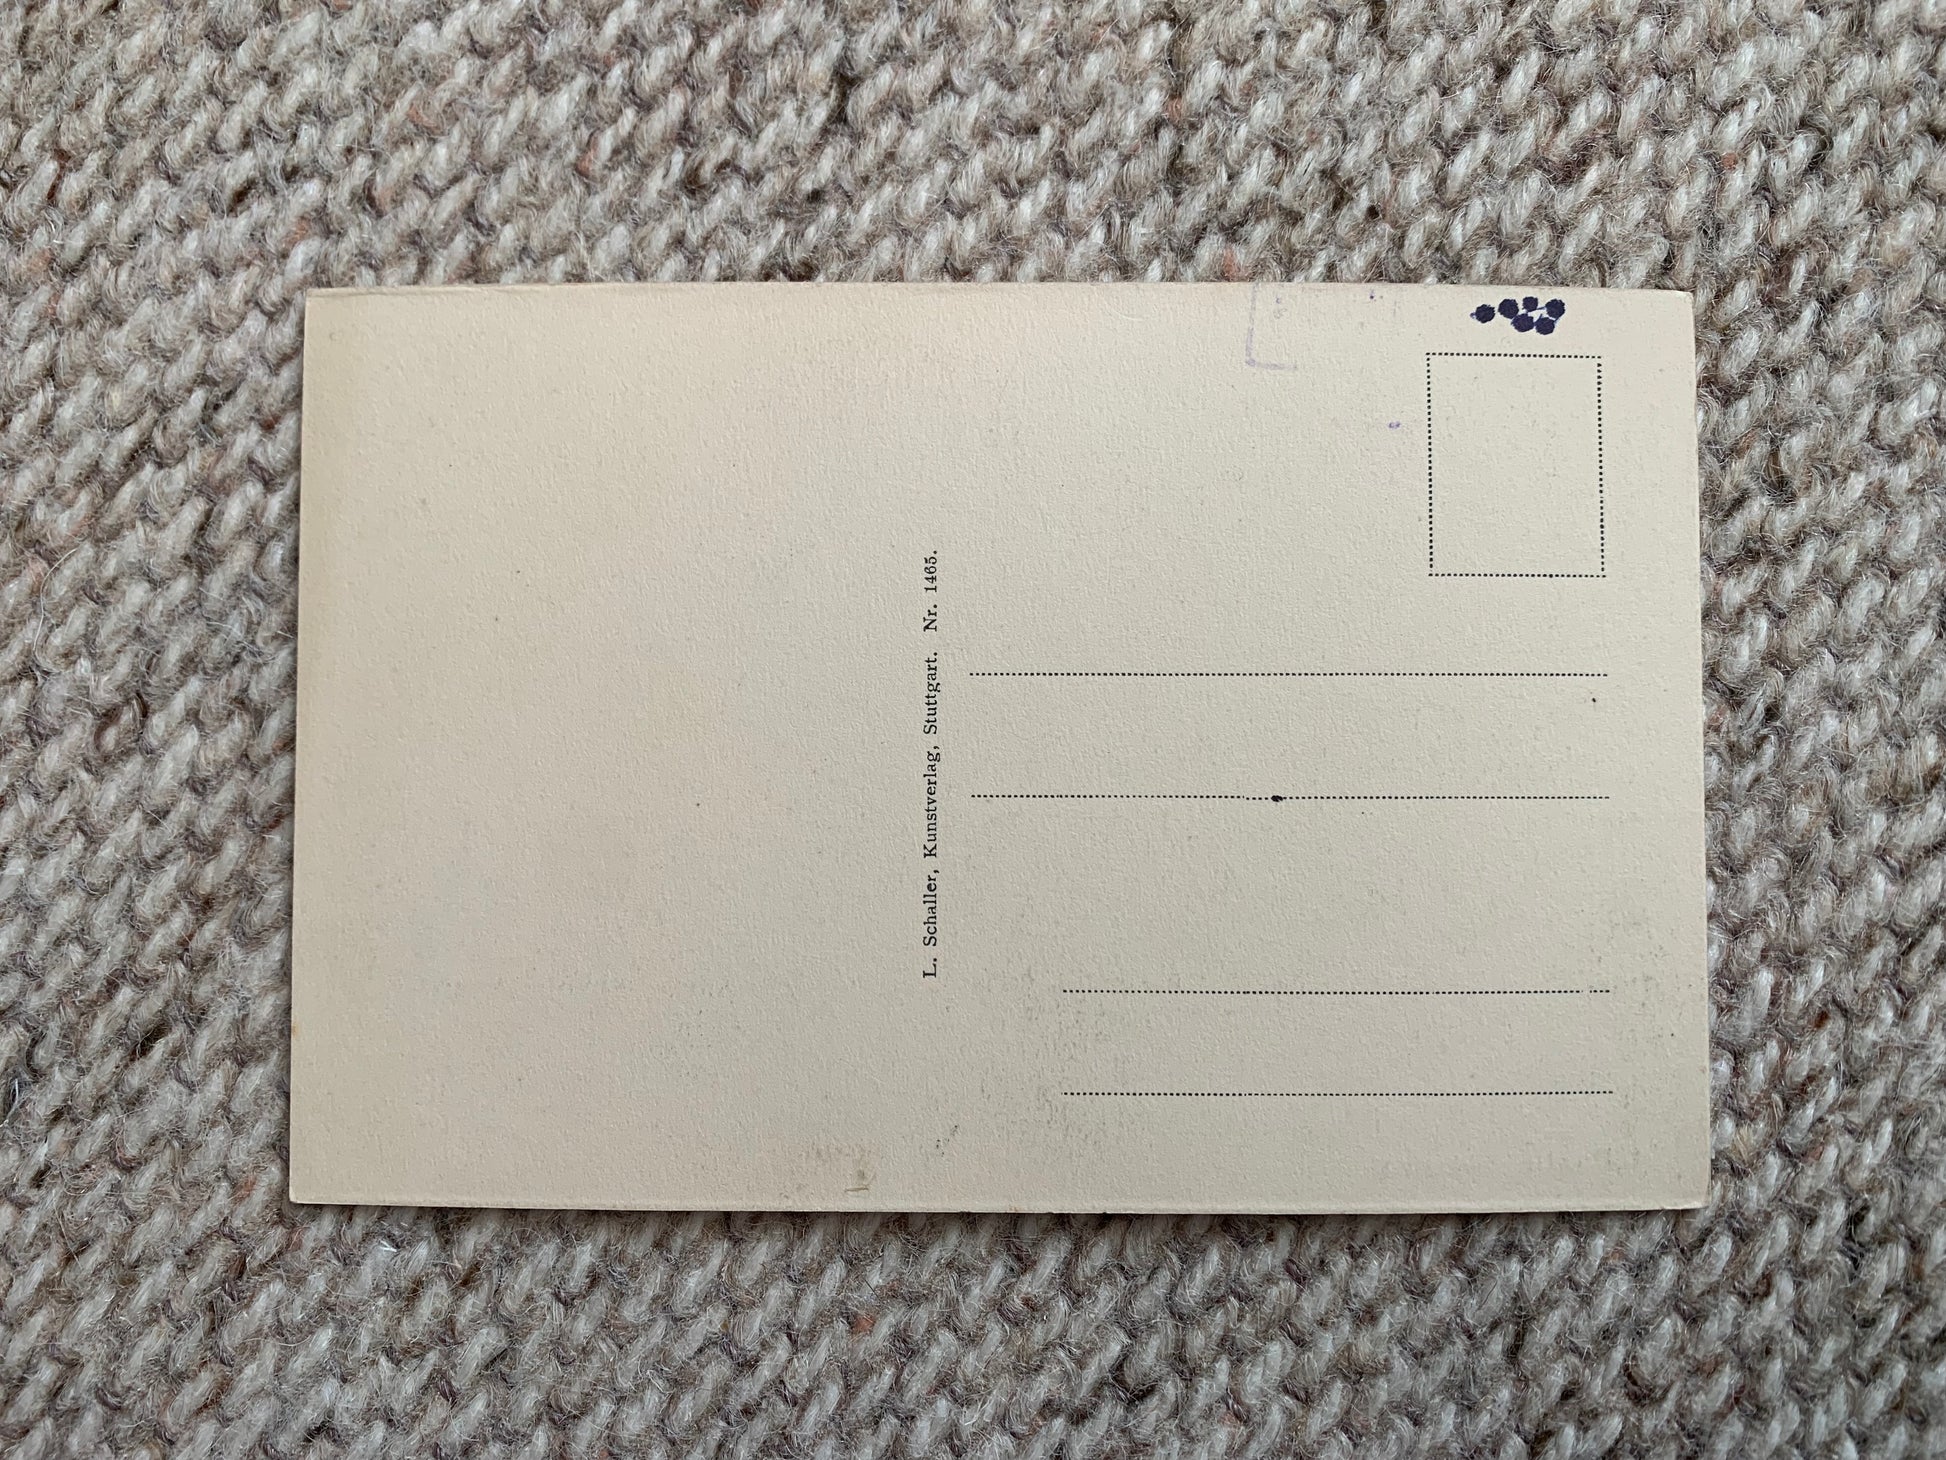 L. Schaller, Kunstverlag, Stuttgart. Nr. 1465.